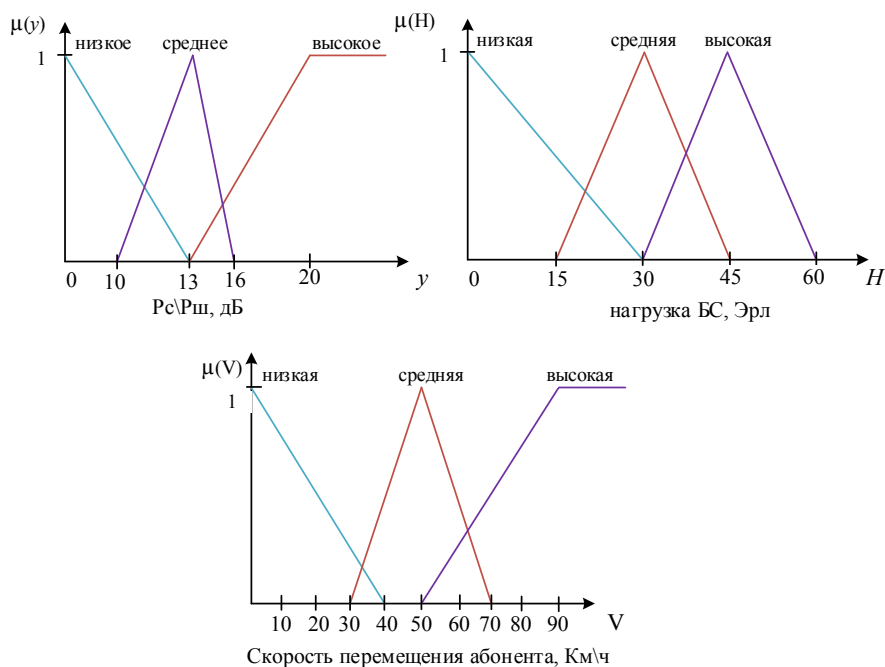 μ(y)
низкое среднее высокое
1
0 10 13 16 20 y
Рс\Рш, дБ
μ(H)
низкая средняя высокая
1
0 15 30 45 60 H
нагрузка БС, Эрл
μ(V)
низкая средняя высокая
1
10 20 30 40 50 60 70 80 90 V
Скорость перемещения абонента, Км\ч